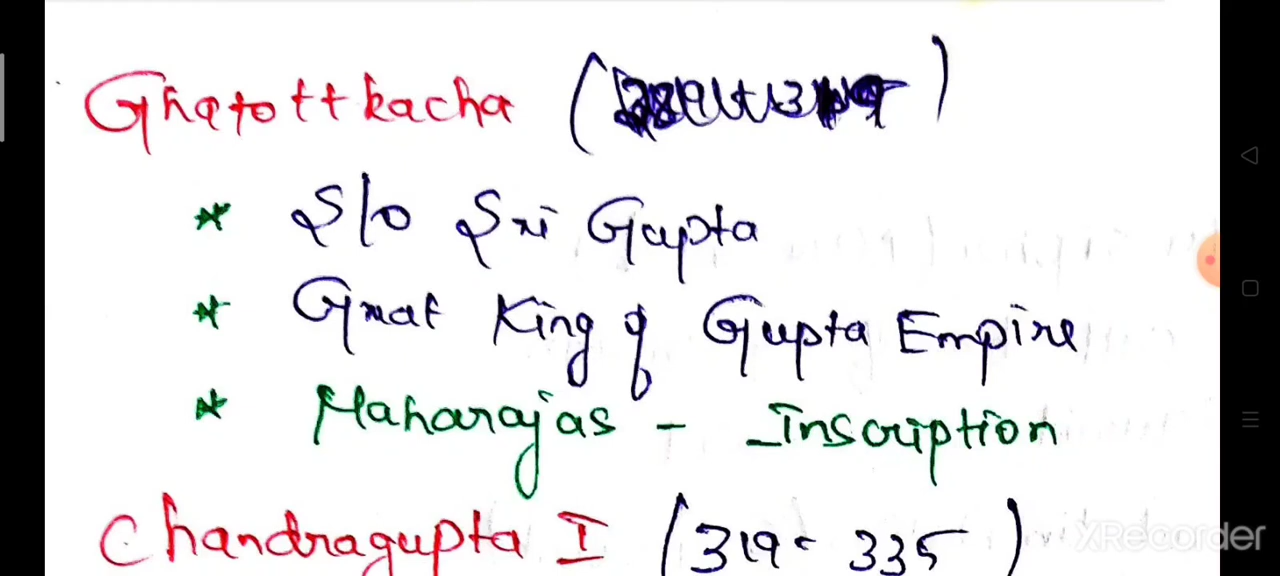 Ghatottkacha ( )
* S/o Sri Gupta
* Great King of Gupta Empire
* Maharajas - Inscription
Chandragupta I (319 - 335)
XRecorder